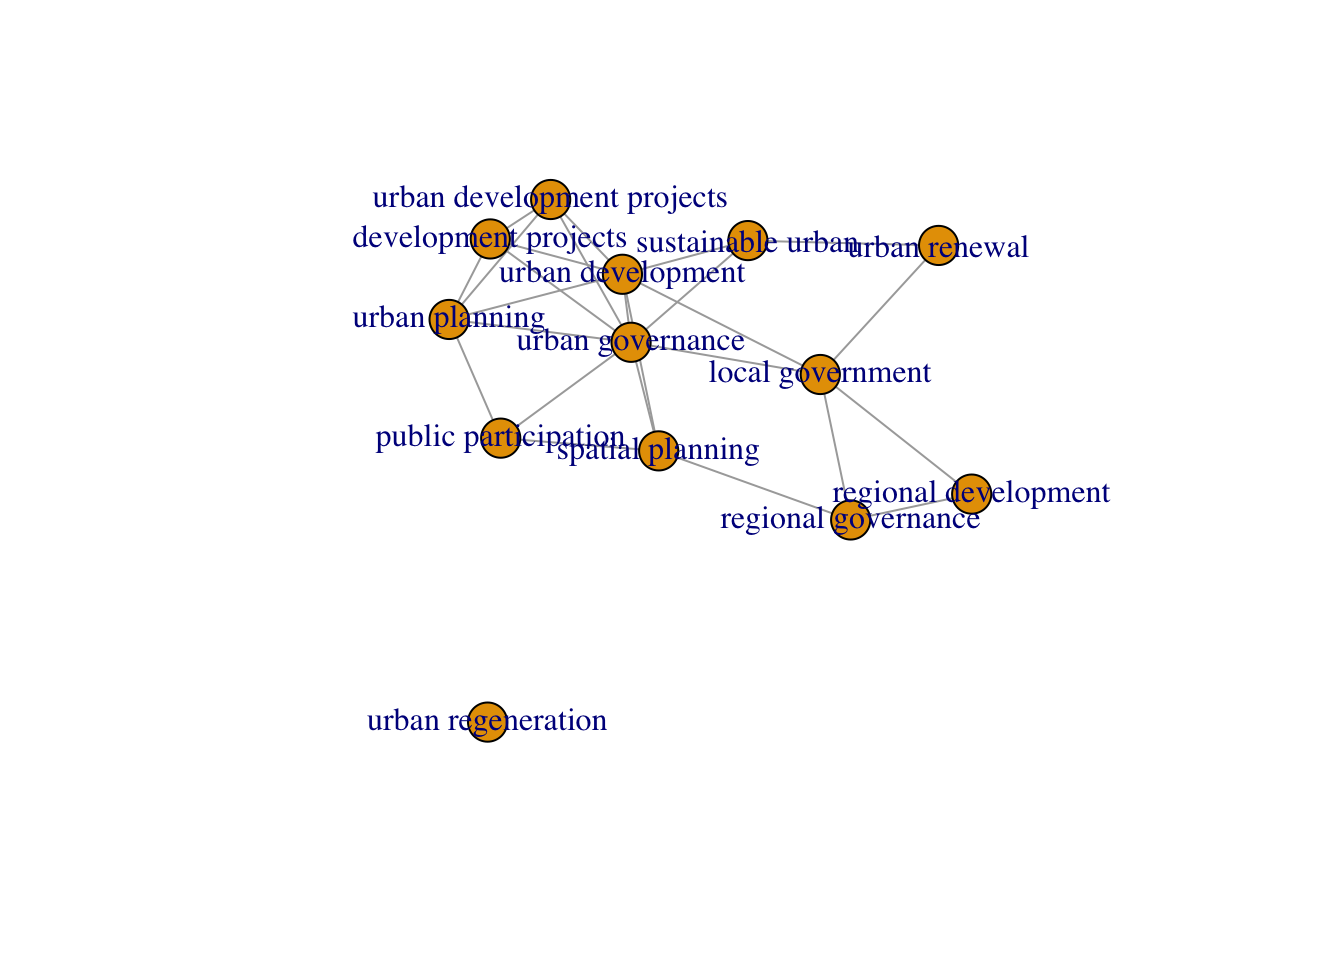 urban development projects
development projects
sustainable urban
urban renewal
urban development
urban planning
urban governance
local government
public participation
spatial planning
regional development
regional governance
urban regeneration